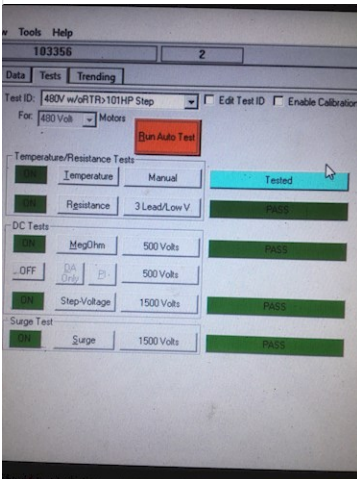 w Tools Help
103356 2
Data Tests Trending
Test ID: 480V w/oRTR>101HP Step Edit Test ID Enable Calibration
For: 480 Volt Motors
Run Auto Test
Temperature/Resistance Tests
ON Temperature Manual Tested
ON Resistance 3 Lead/Low V PASS
DC Tests
ON MegOhm 500 Volts PASS
OFF DA Only PI 500 Volts
ON Step-Voltage 1500 Volts PASS
Surge Test
ON Surge 1500 Volts PASS